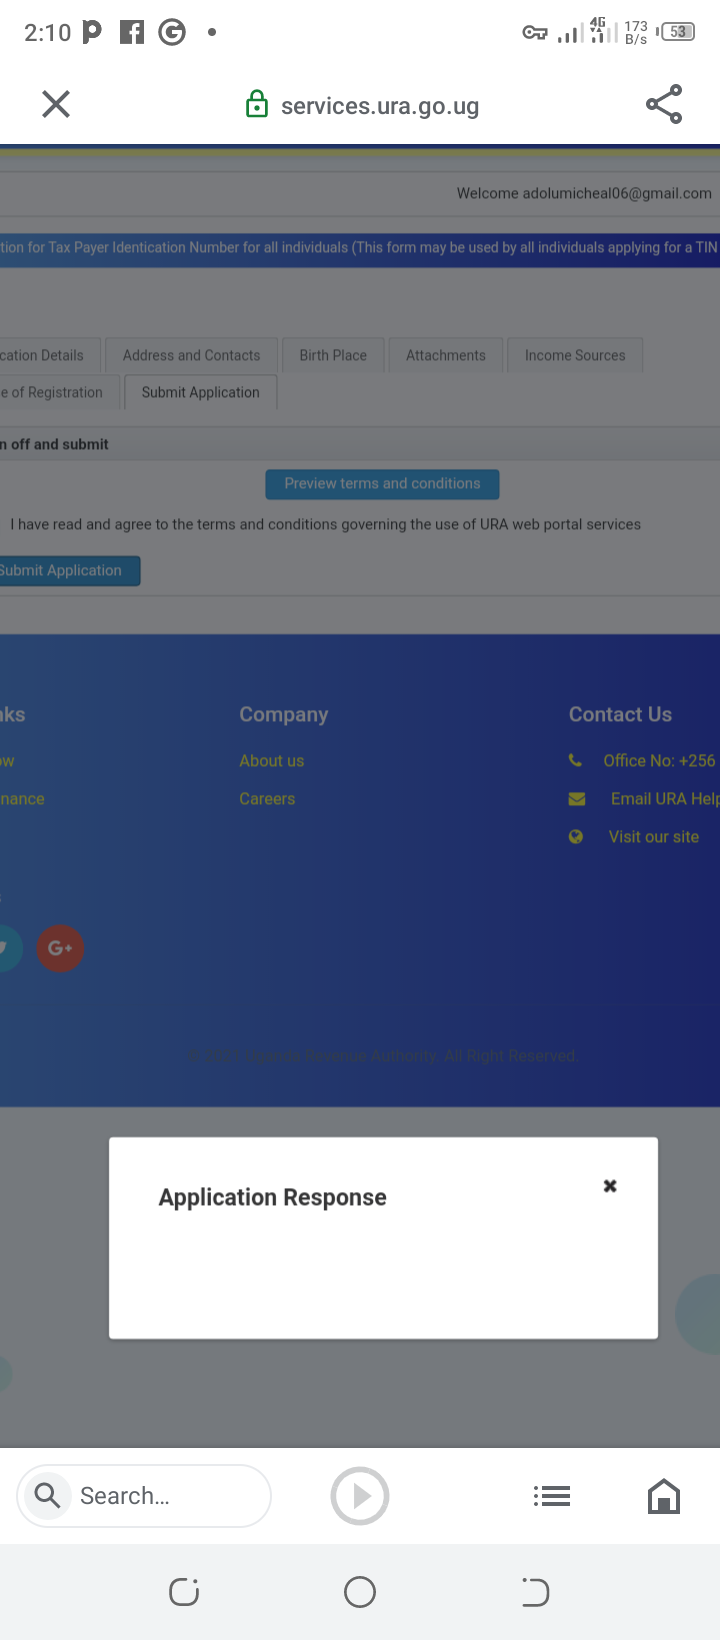 2:10
4G
173
B/s
53
services.ura.go.ug
Welcome adolumicheal06@gmail.com
tion for Tax Payer Identication Number for all individuals (This form may be used by all individuals applying for a TIN
cation Details
Address and Contacts
Birth Place
Attachments
Income Sources
e of Registration
Submit Application
n off and submit
Preview terms and conditions
I have read and agree to the terms and conditions governing the use of URA web portal services
Submit Application
nks
Company
Contact Us
ow
About us
Office No: +256
nance
Careers
Email URA Help
Visit our site
s
G+
Revenue Authority, All Right Reserved.
Application Response
Search...